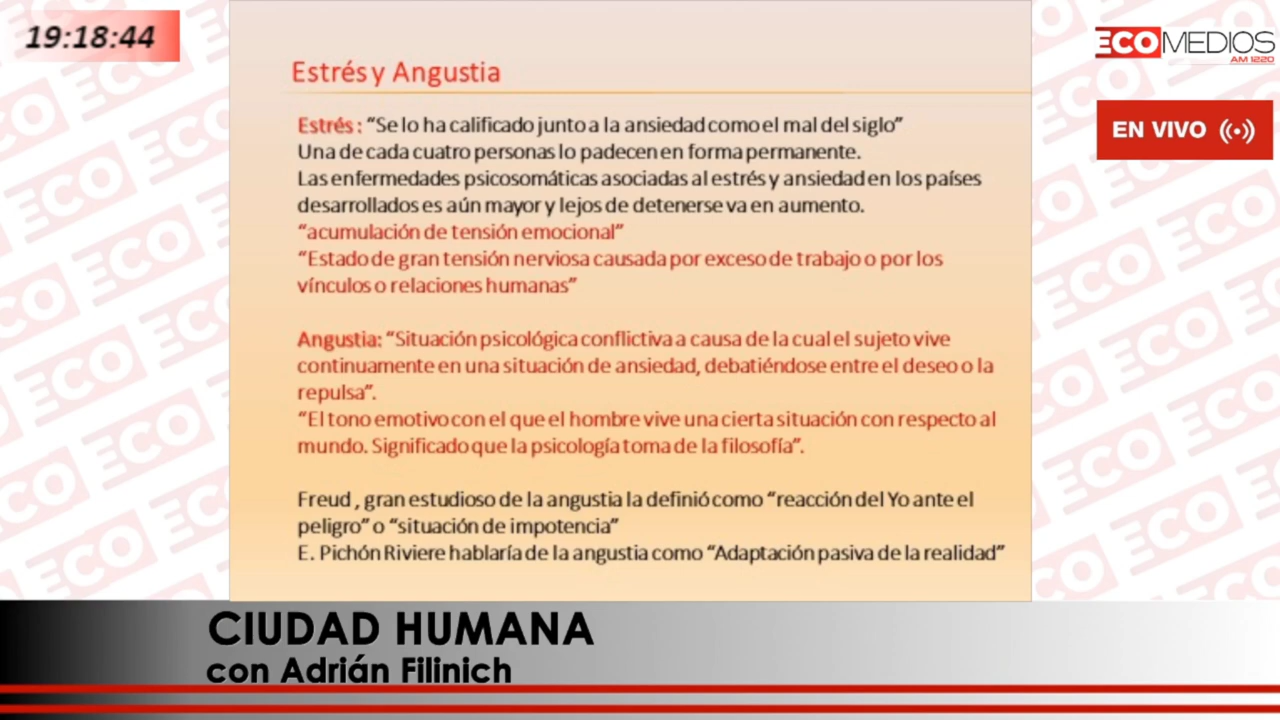 19:18:44
ECOMEDIOS
AM 1220
EN VIVO
Estrés y Angustia
Estrés : “Se lo ha calificado junto a la ansiedad como el mal del siglo”
Una de cada cuatro personas lo padecen en forma permanente.
Las enfermedades psicosomáticas asociadas al estrés y ansiedad en los países
desarrollados es aún mayor y lejos de detenerse va en aumento.
“acumulación de tensión emocional”
“Estado de gran tensión nerviosa causada por exceso de trabajo o por los
vínculos o relaciones humanas”
Angustia: “Situación psicológica conflictiva a causa de la cual el sujeto vive
continuamente en una situación de ansiedad, debatiéndose entre el deseo o la
repulsa”.
“El tono emotivo con el que el hombre vive una cierta situación con respecto al
mundo. Significado que la psicología toma de la filosofía”.
Freud , gran estudioso de la angustia la definió como “reacción del Yo ante el
peligro” o “situación de impotencia”
E. Pichón Riviere hablaría de la angustia como “Adaptación pasiva de la realidad”
CIUDAD HUMANA
con Adrián Filinich